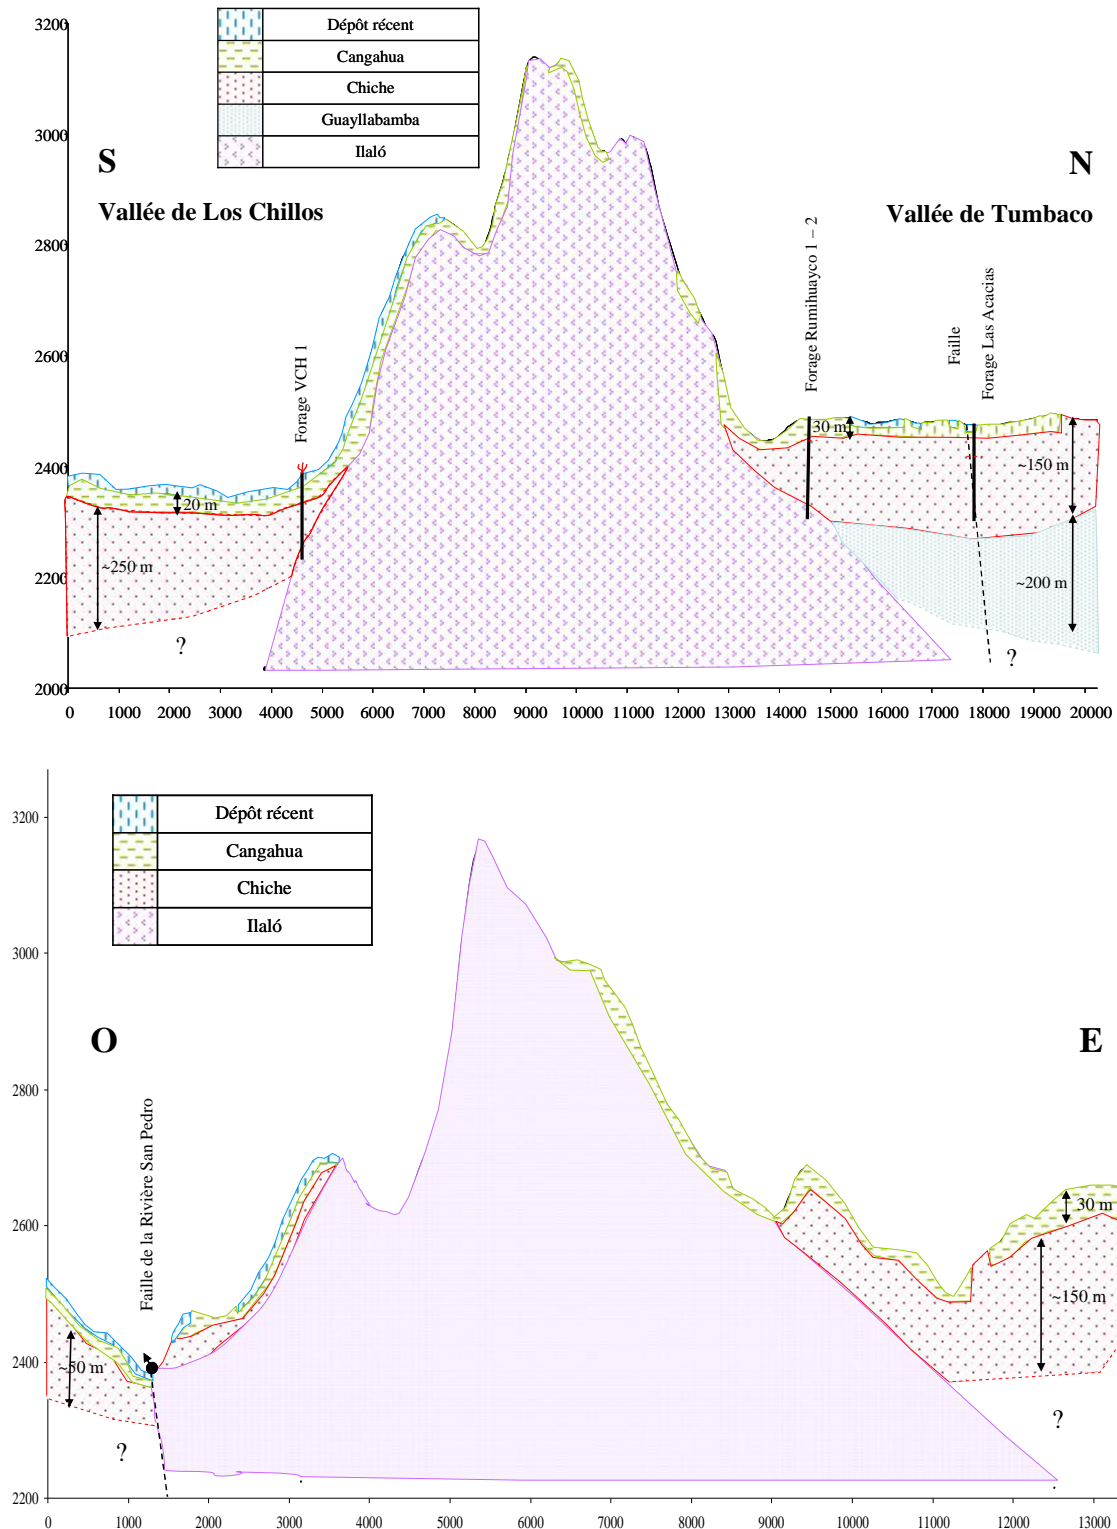 3200
3000
2800
2600
2400
2200
2000
Dépôt récent
Cangahua
Chiche
Guayllabamba
Ilaló
S
N
Vallée de Los Chillos
Vallée de Tumbaco
Forage VCH 1
Forage Rumihuayco 1 – 2
Faille
Forage Las Acacias
30 m
20 m
~150 m
~250 m
~200 m
?
?
0 1000 2000 3000 4000 5000 6000 7000 8000 9000 10000 11000 12000 13000 14000 15000 16000 17000 18000 19000 20000
3200
3000
2800
2600
2400
2200
Dépôt récent
Cangahua
Chiche
Ilaló
O
E
Faille de la Rivière San Pedro
30 m
~150 m
~50 m
?
?
0 1000 2000 3000 4000 5000 6000 7000 8000 9000 10000 11000 12000 13000